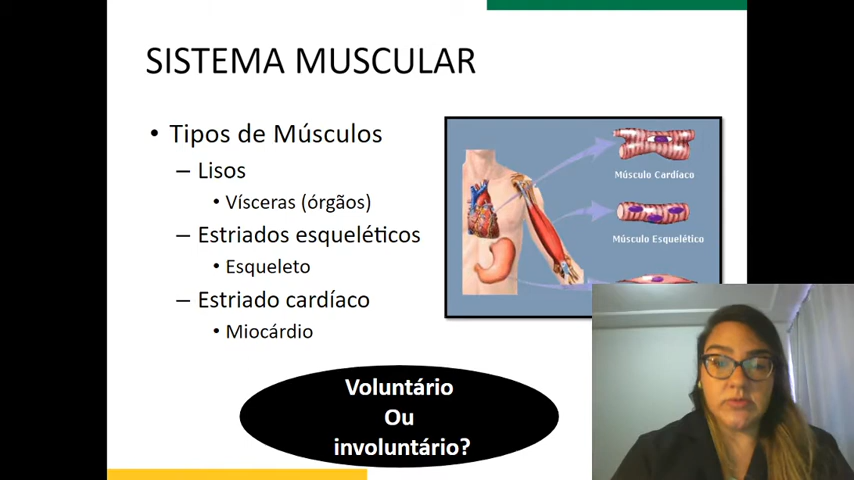 SISTEMA MUSCULAR
• Tipos de Músculos
– Lisos
• Vísceras (órgãos)
– Estriados esqueléticos
• Esqueleto
– Estriado cardíaco
• Miocárdio
Músculo Cardíaco
Músculo Esquelético
Voluntário
Ou
involuntário?